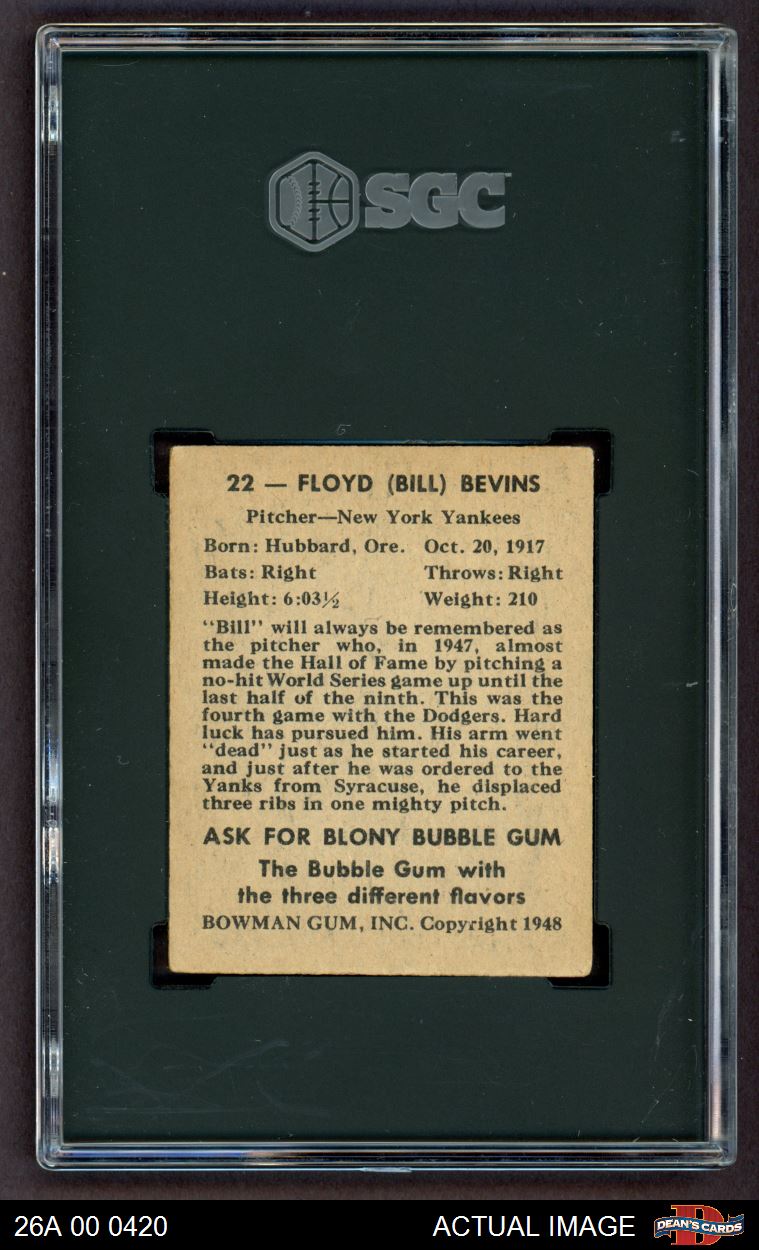 SGC
22 — FLOYD (BILL) BEVINS
Pitcher—New York Yankees
Born: Hubbard, Ore. Oct. 20, 1917
Bats: Right Throws: Right
Height: 6:03½ Weight: 210
"Bill" will always be remembered as
the pitcher who, in 1947, almost
made the Hall of Fame by pitching a
no-hit World Series game up until the
last half of the ninth. This was the
fourth game with the Dodgers. Hard
luck has pursued him. His arm went
"dead" just as he started his career,
and just after he was ordered to the
Yanks from Syracuse, he displaced
three ribs in one mighty pitch.
ASK FOR BLONY BUBBLE GUM
The Bubble Gum with
the three different flavors
BOWMAN GUM, INC. Copyright 1948
26A 00 0420 ACTUAL IMAGE DEAN'S CARDS